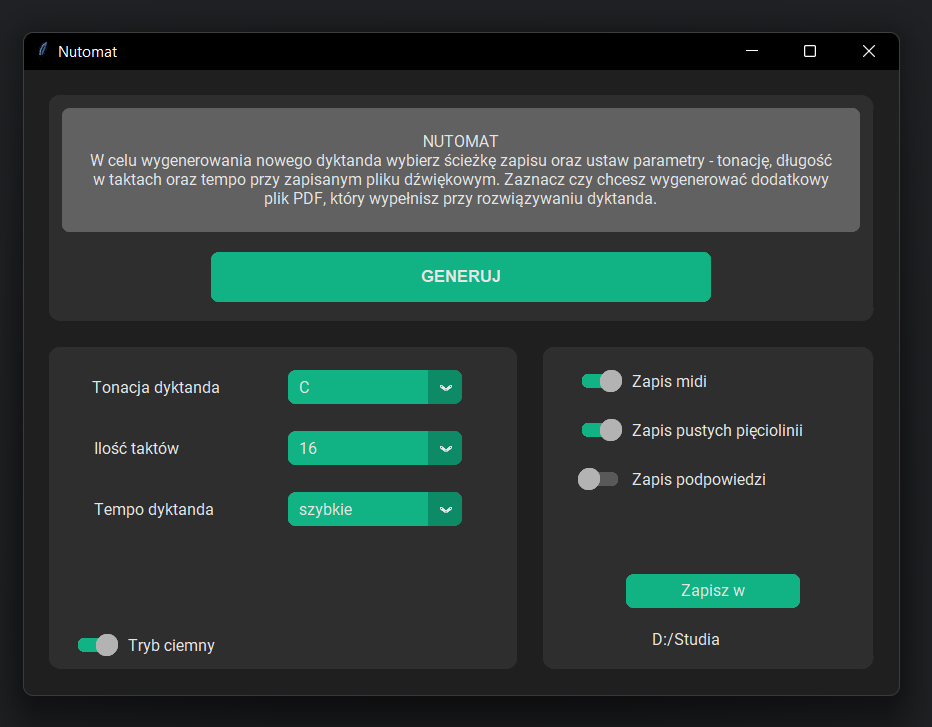 Nutomat
NUTOMAT
W celu wygenerowania nowego dyktanda wybierz ścieżkę zapisu oraz ustaw parametry - tonację, długość
w taktach oraz tempo przy zapisanym pliku dźwiękowym. Zaznacz czy chcesz wygenerować dodatkowy
plik PDF, który wypełnisz przy rozwiązywaniu dyktanda.
GENERUJ
Tonacja dyktanda
C
Ilość taktów
16
Tempo dyktanda
szybkie
Tryb ciemny
Zapis midi
Zapis pustych pięciolinii
Zapis podpowiedzi
Zapisz w
D:/Studia